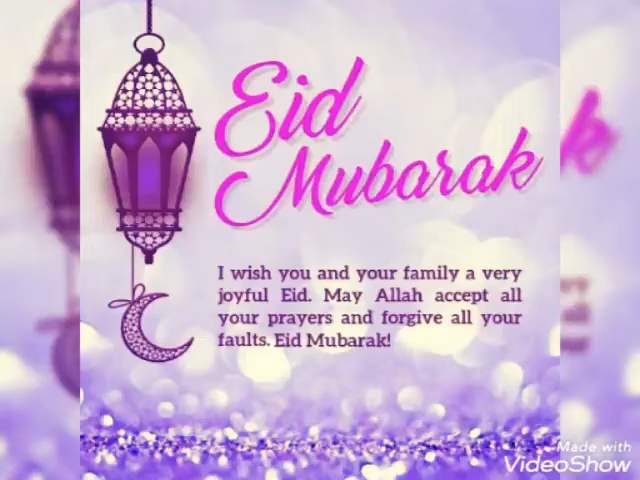 Eid
Mubarak
I wish you and your family a very
joyful Eid. May Allah accept all
your prayers and forgive all your
faults. Eid Mubarak!
Made with
VideoShow